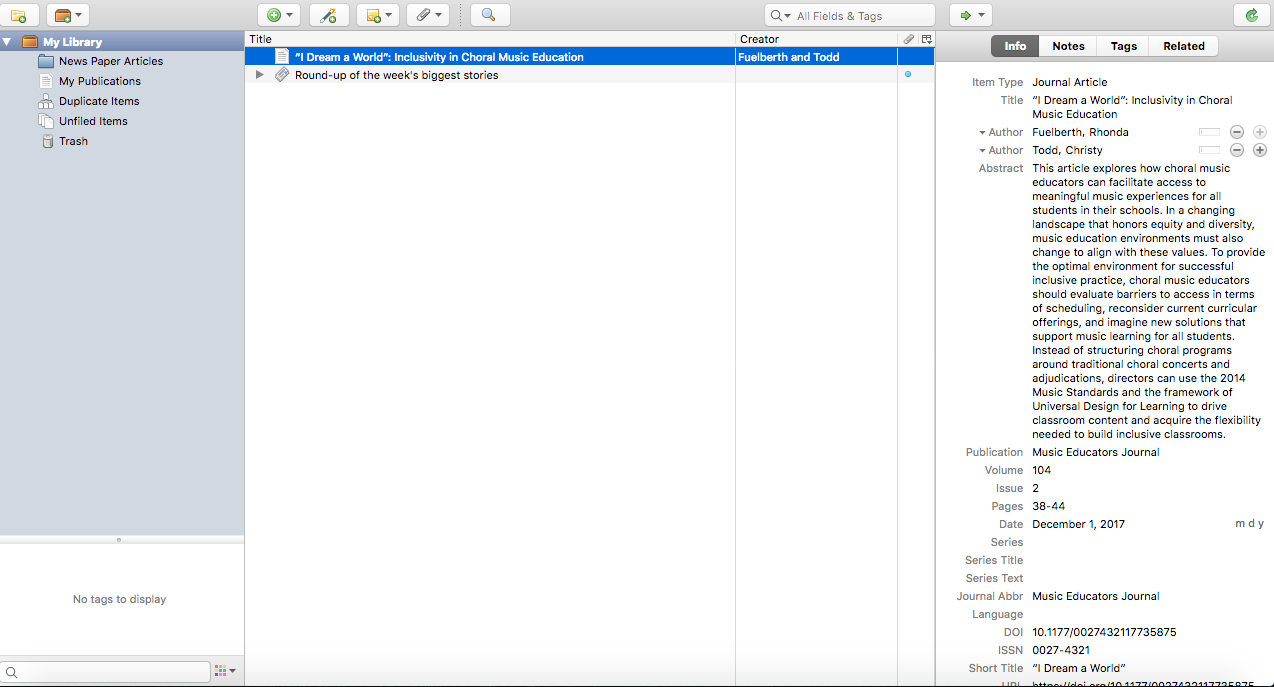 All Fields & Tags
My Library
News Paper Articles
My Publications
Duplicate Items
Unfiled Items
Trash
No tags to display
Title Creator
“I Dream a World”: Inclusivity in Choral Music Education Fuelberth and Todd
Round-up of the week's biggest stories
Info Notes Tags Related
Item Type Journal Article
Title “I Dream a World”: Inclusivity in Choral
Music Education
Author Fuelberth, Rhonda
Author Todd, Christy
Abstract This article explores how choral music
educators can facilitate access to
meaningful music experiences for all
students in their schools. In a changing
landscape that honors equity and diversity,
music education environments must also
change to align with these values. To provide
the optimal environment for successful
inclusive practice, choral music educators
should evaluate barriers to access in terms
of scheduling, reconsider current curricular
offerings, and imagine new solutions that
support music learning for all students.
Instead of structuring choral programs
around traditional choral concerts and
adjudications, directors can use the 2014
Music Standards and the framework of
Universal Design for Learning to drive
classroom content and acquire the flexibility
needed to build inclusive classrooms.
Publication Music Educators Journal
Volume 104
Issue 2
Pages 38-44
Date December 1, 2017 m d y
Series
Series Title
Series Text
Journal Abbr Music Educators Journal
Language
DOI 10.1177/0027432117735875
ISSN 0027-4321
Short Title “I Dream a World”
URL https://doi.org/10.1177/0027432117735875